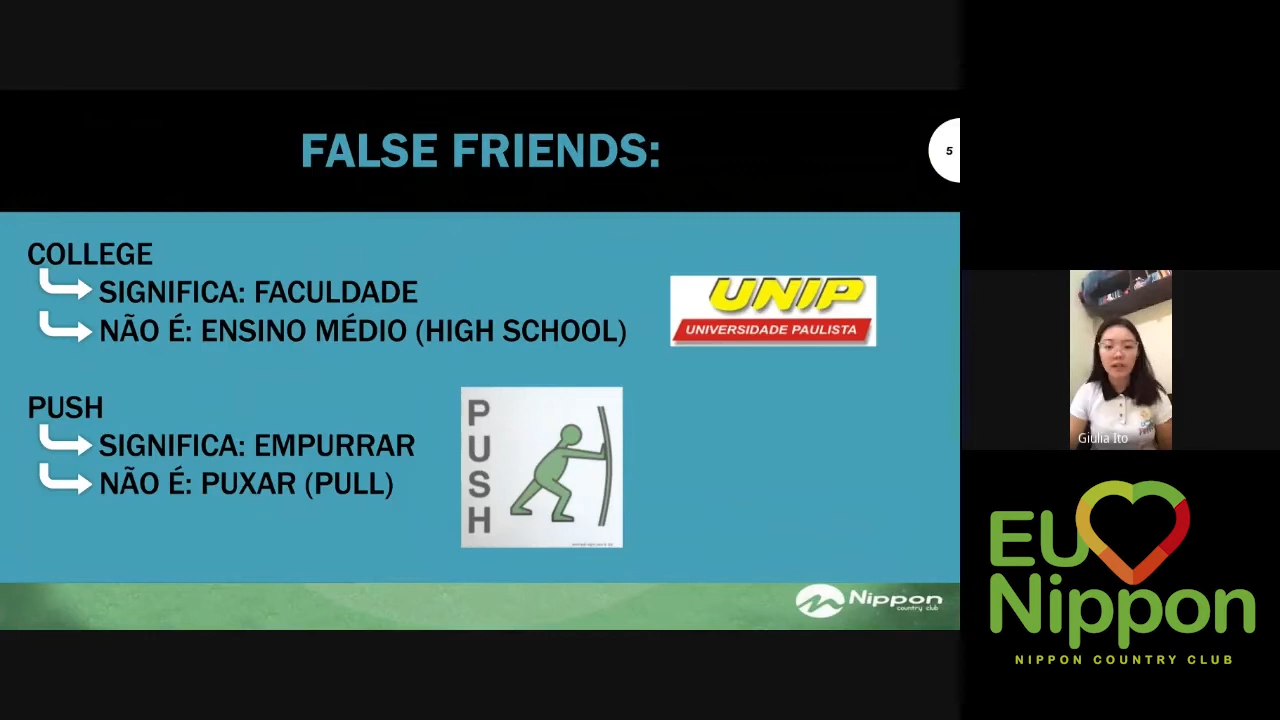 FALSE FRIENDS:
5
COLLEGE
SIGNIFICA: FACULDADE
NÃO É: ENSINO MÉDIO (HIGH SCHOOL)
UNIP
UNIVERSIDADE PAULISTA
PUSH
SIGNIFICA: EMPURRAR
NÃO É: PUXAR (PULL)
PUSH
Nippon
country club
Giulia Ito
EU
Nippon
NIPPON COUNTRY CLUB